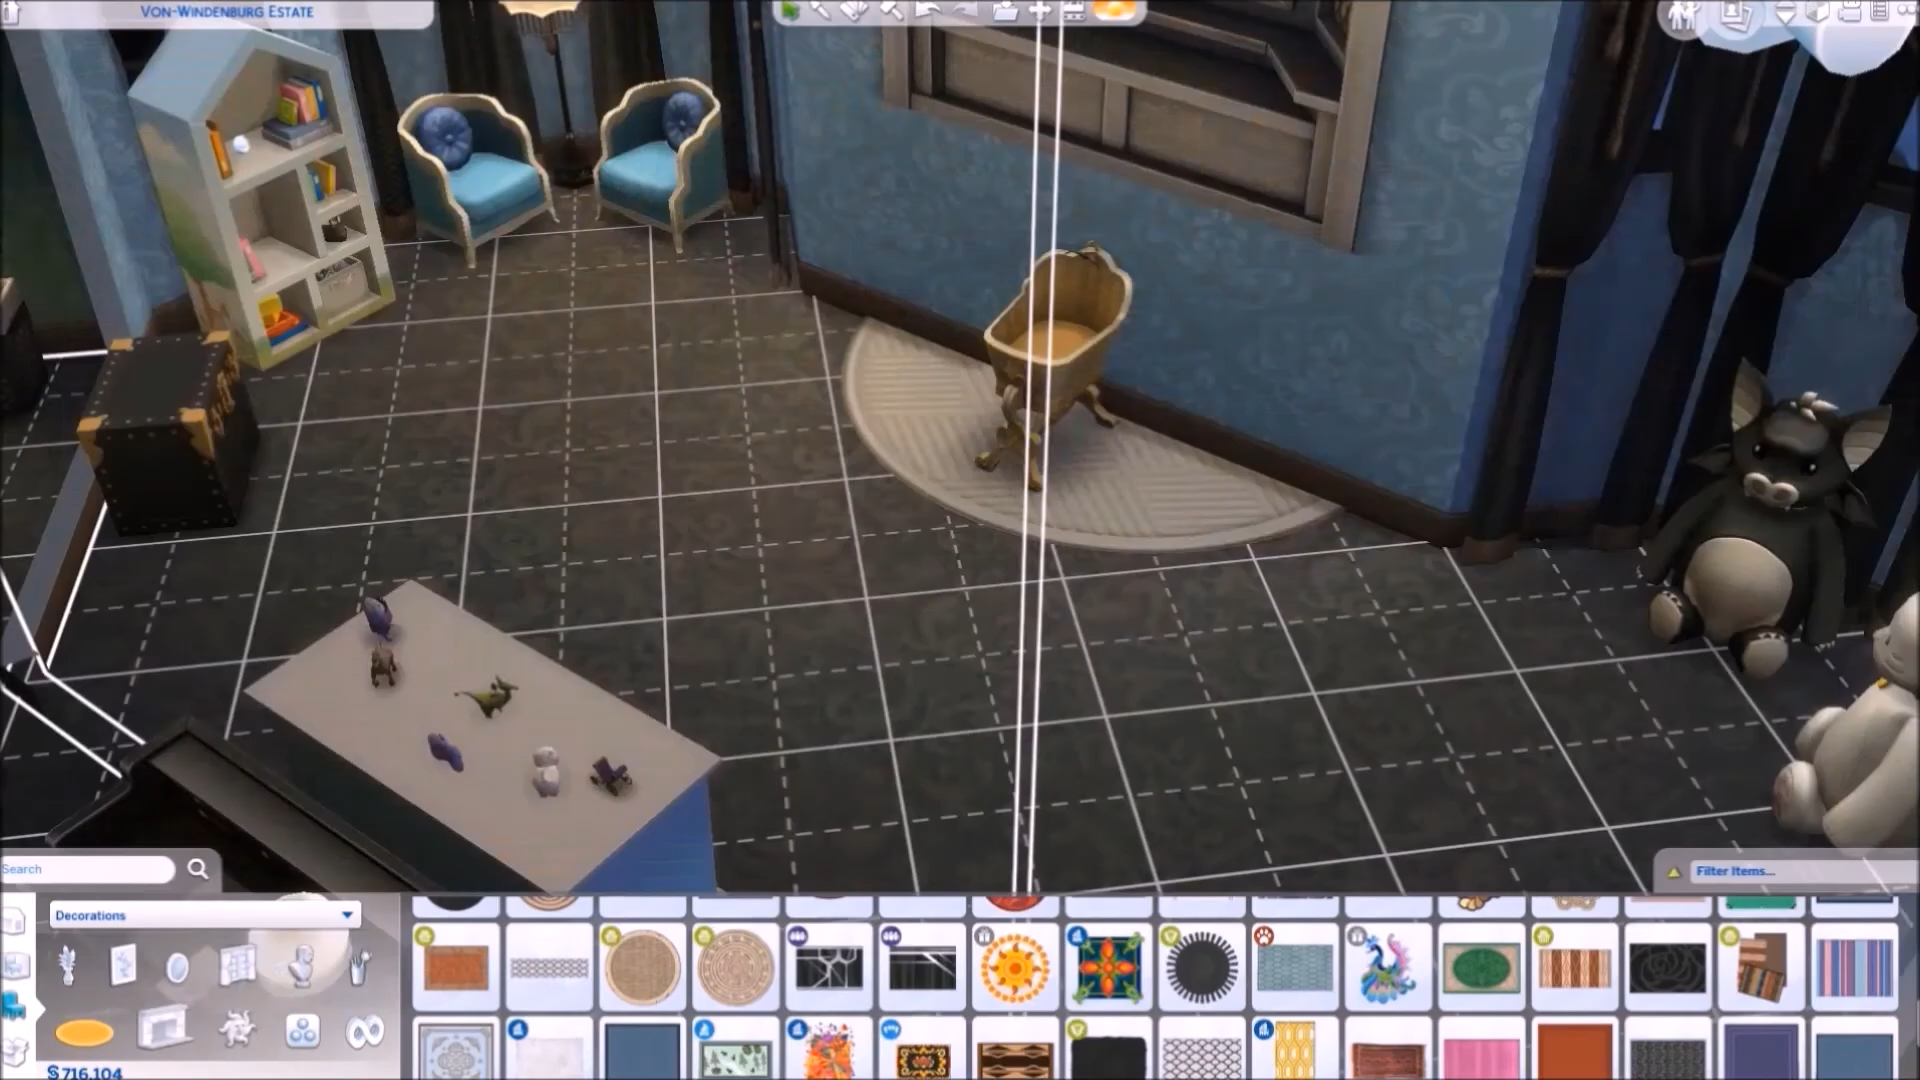 Von-Windenburg Estate
Search
Filter Items...
Decorations
§716,104